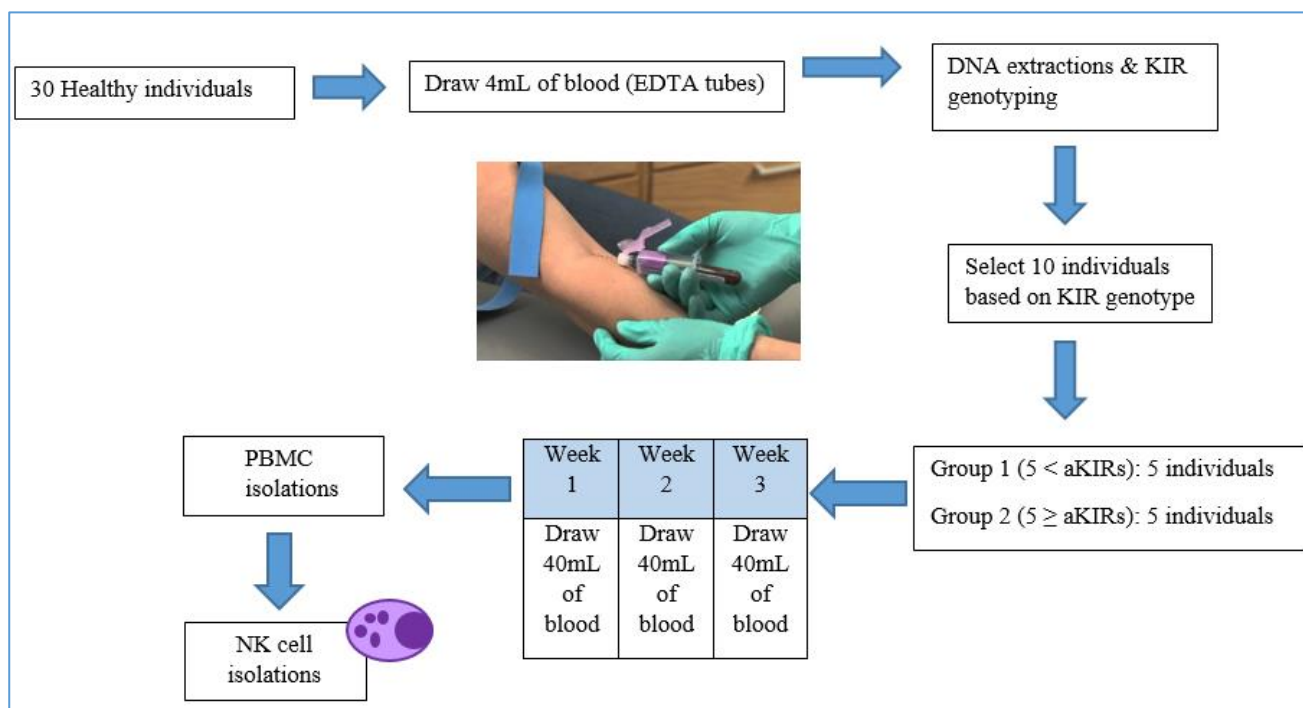 30 Healthy individuals
Draw 4mL of blood (EDTA tubes)
DNA extractions & KIR
genotyping
Select 10 individuals
based on KIR genotype
Group 1 (5 < aKIRs): 5 individuals
Group 2 (5 ≥ aKIRs): 5 individuals
Week
1
Week
2
Week
3
Draw
40mL
of
blood
Draw
40mL
of
blood
Draw
40mL
of
blood
PBMC
isolations
NK cell
isolations